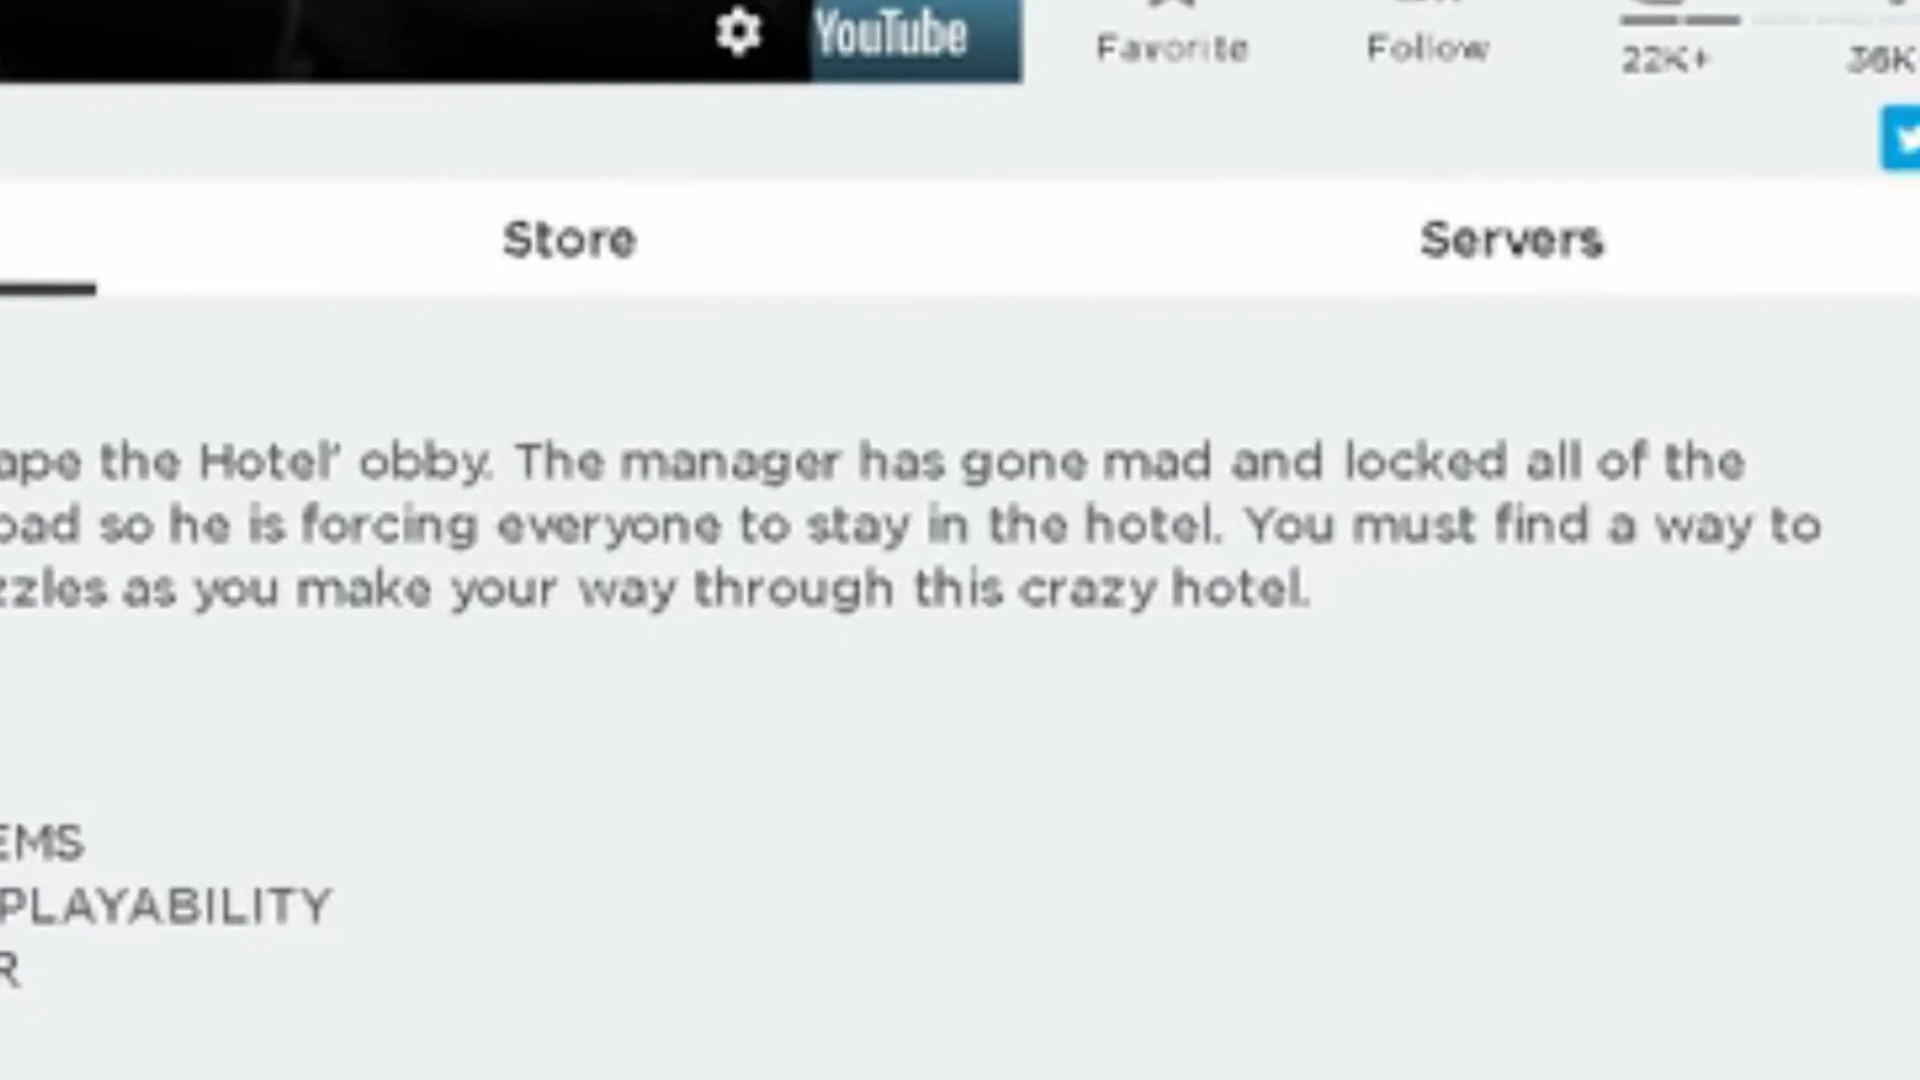 YouTube
Favorite
Follow
22K+
Store
Servers
ape the Hotel' obby. The manager has gone mad and locked all of the
oad so he is forcing everyone to stay in the hotel. You must find a way to
zzles as you make your way through this crazy hotel.
EMS
PLAYABILITY
R